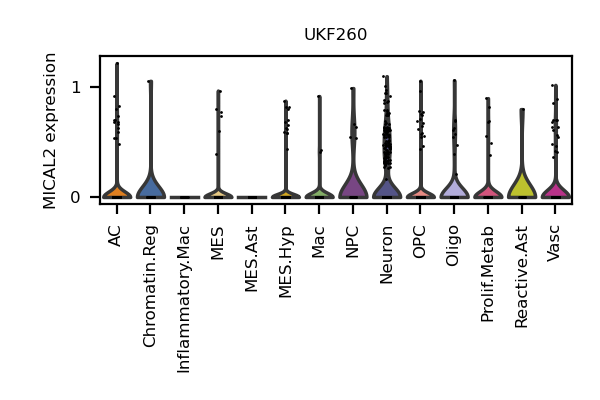 UKF260
MICAL2 expression
1
0
AC
Chromatin.Reg
Inflammatory.Mac
MES
MES.Ast
MES.Hyp
Mac
NPC
Neuron
OPC
Oligo
Prolif.Metab
Reactive.Ast
Vasc